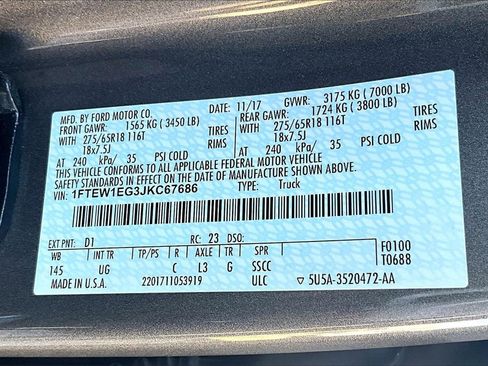 MFD. BY FORD MOTOR CO. 11/17 GVWR: 3175 KG ( 7000 LB)
FRONT GAWR: 1565 KG ( 3450 LB) REAR GAWR: 1724 KG ( 3800 LB)
WITH 275/65R18 116T WITH 275/65R18 116T
18x7.5J 18x7.5J
AT 240 kPa/ 35 PSI COLD AT 240 kPa/ 35 PSI COLD
THIS VEHICLE CONFORMS TO ALL APPLICABLE FEDERAL MOTOR VEHICLE
SAFETY STANDARDS IN EFFECT ON THE DATE OF MANUFACTURE SHOWN ABOVE.
VIN: 1FTEW1EG3JKC67686 TYPE: Truck
EXT PNT: D1 RC: 23 DSO: F0100
WB INT TR TP/PS R AXLE TR SPR T0688
145 UG C L3 G SSCC
MADE IN U.S.A. 2201711053919 ULC ▽ 5U5A-3520472-AA